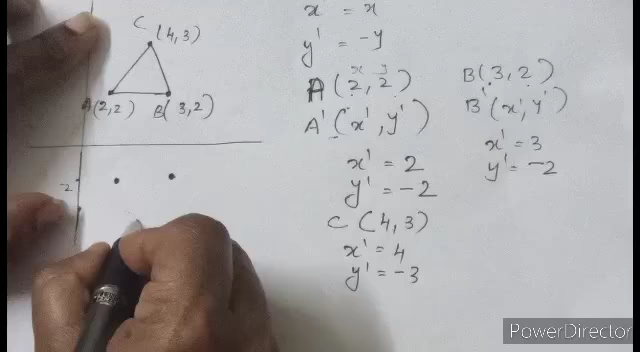 C (4,3)
A(2,2) B(3,2)
-2
x' = x
y' = -y
x y
A(2,2)
A'(x',y')
x' = 2
y' = -2
C (4,3)
x' = 4
y' = -3
B(3,2)
B'(x',y')
x' = 3
y' = -2
PowerDirector